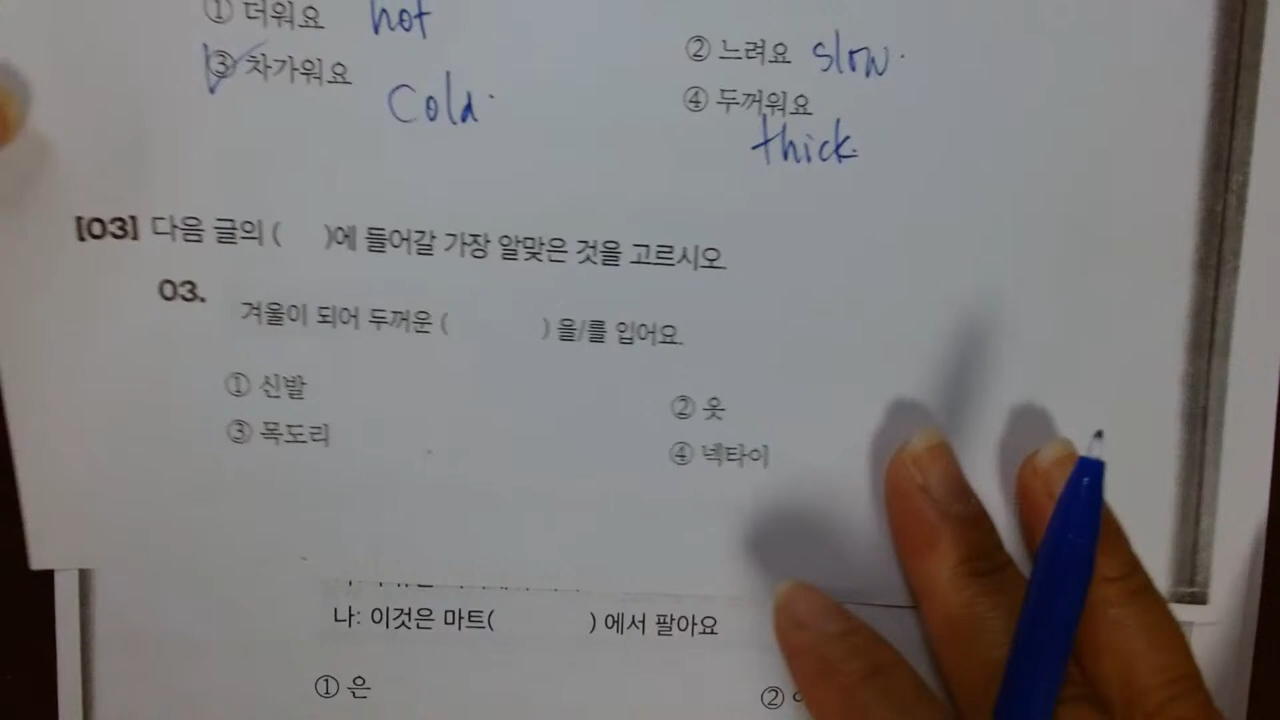 ① 더워요 hot
② 느려요 slow.
③ 차가워요 Cold.
④ 두꺼워요 thick.
[03] 다음 글의 ( )에 들어갈 가장 알맞은 것을 고르시오.
03. 겨울이 되어 두꺼운 ( ) 을/를 입어요.
① 신발
② 옷
③ 목도리
④ 넥타이
나: 이것은 마트( ) 에서 팔아요
① 은
②